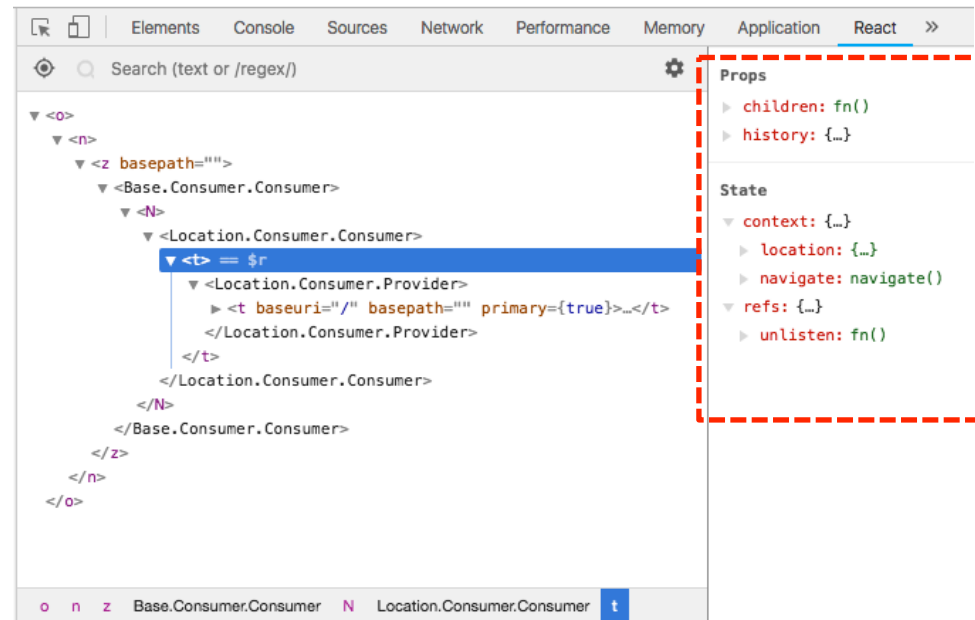 Elements Console Sources Network Performance Memory Application React »
Search (text or /regex/)
▼ <o>
▼ <n>
▼ <z basepath="">
▼ <Base.Consumer.Consumer>
▼ <N>
▼ <Location.Consumer.Consumer>
▼ <t> == $r
▼ <Location.Consumer.Provider>
▶ <t baseuri="/" basepath="" primary={true}>…</t>
</Location.Consumer.Provider>
</t>
</Location.Consumer.Consumer>
</N>
</Base.Consumer.Consumer>
</z>
</n>
</o>
o n z Base.Consumer.Consumer N Location.Consumer.Consumer t
Props
▶ children: fn()
▶ history: {…}
State
▼ context: {…}
▶ location: {…}
▶ navigate: navigate()
▼ refs: {…}
▶ unlisten: fn()